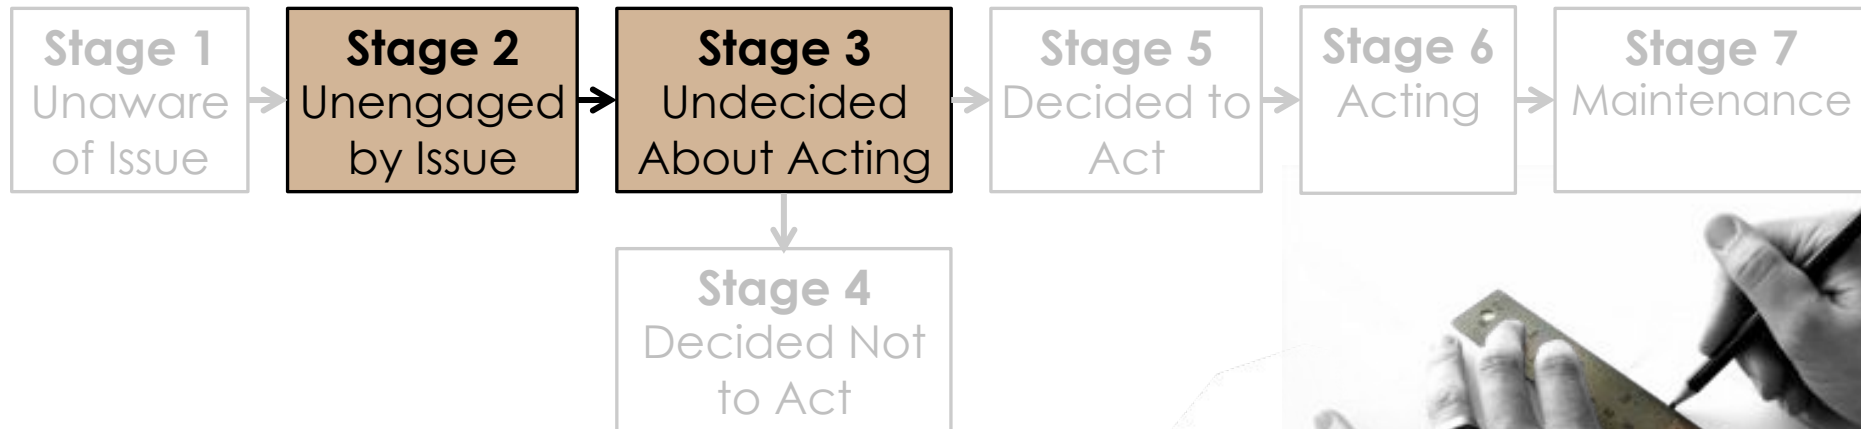 Stage 1
Unaware
of Issue
Stage 2
Unengaged
by Issue
Stage 3
Undecided
About Acting
Stage 5
Decided to
Act
Stage 6
Acting
Stage 7
Maintenance
Stage 4
Decided Not
to Act